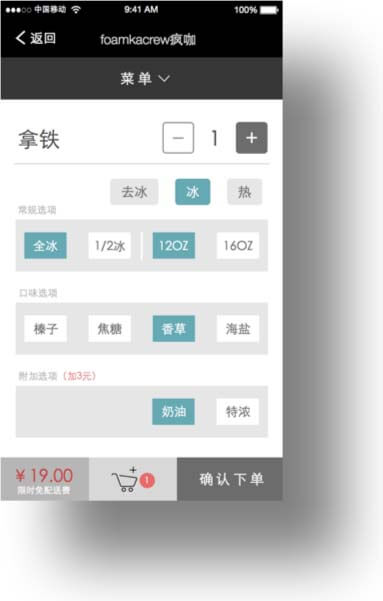 中国移动 9:41 AM 100%
返回 foamkacrew疯咖
菜单
拿铁 − 1 +
去冰 冰 热
常规选项
全冰 1/2冰 12OZ 16OZ
口味选项
榛子 焦糖 香草 海盐
附加选项（加3元）
奶油 特浓
¥ 19.00
限时免配送费
1
确认下单